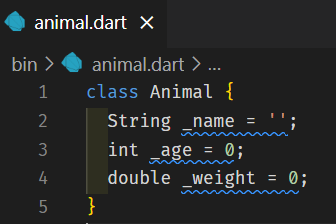 animal.dart ×
bin > animal.dart > ...
1 class Animal {
2 String _name = '';
3 int _age = 0;
4 double _weight = 0;
5 }